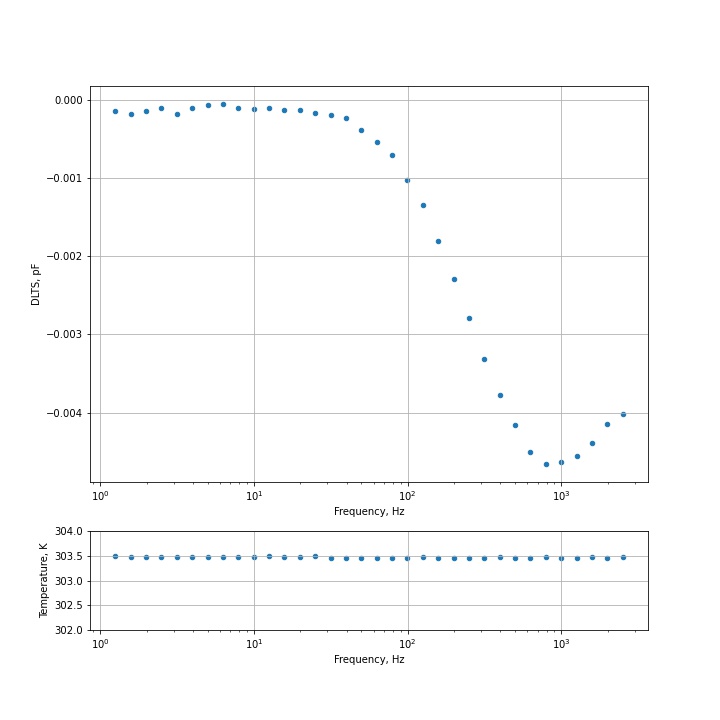 0.000
−0.001
−0.002
−0.003
−0.004
DLTS, pF
10⁰ 10¹ 10² 10³
Frequency, Hz
304.0
303.5
303.0
302.5
302.0
Temperature, K
10⁰ 10¹ 10² 10³
Frequency, Hz